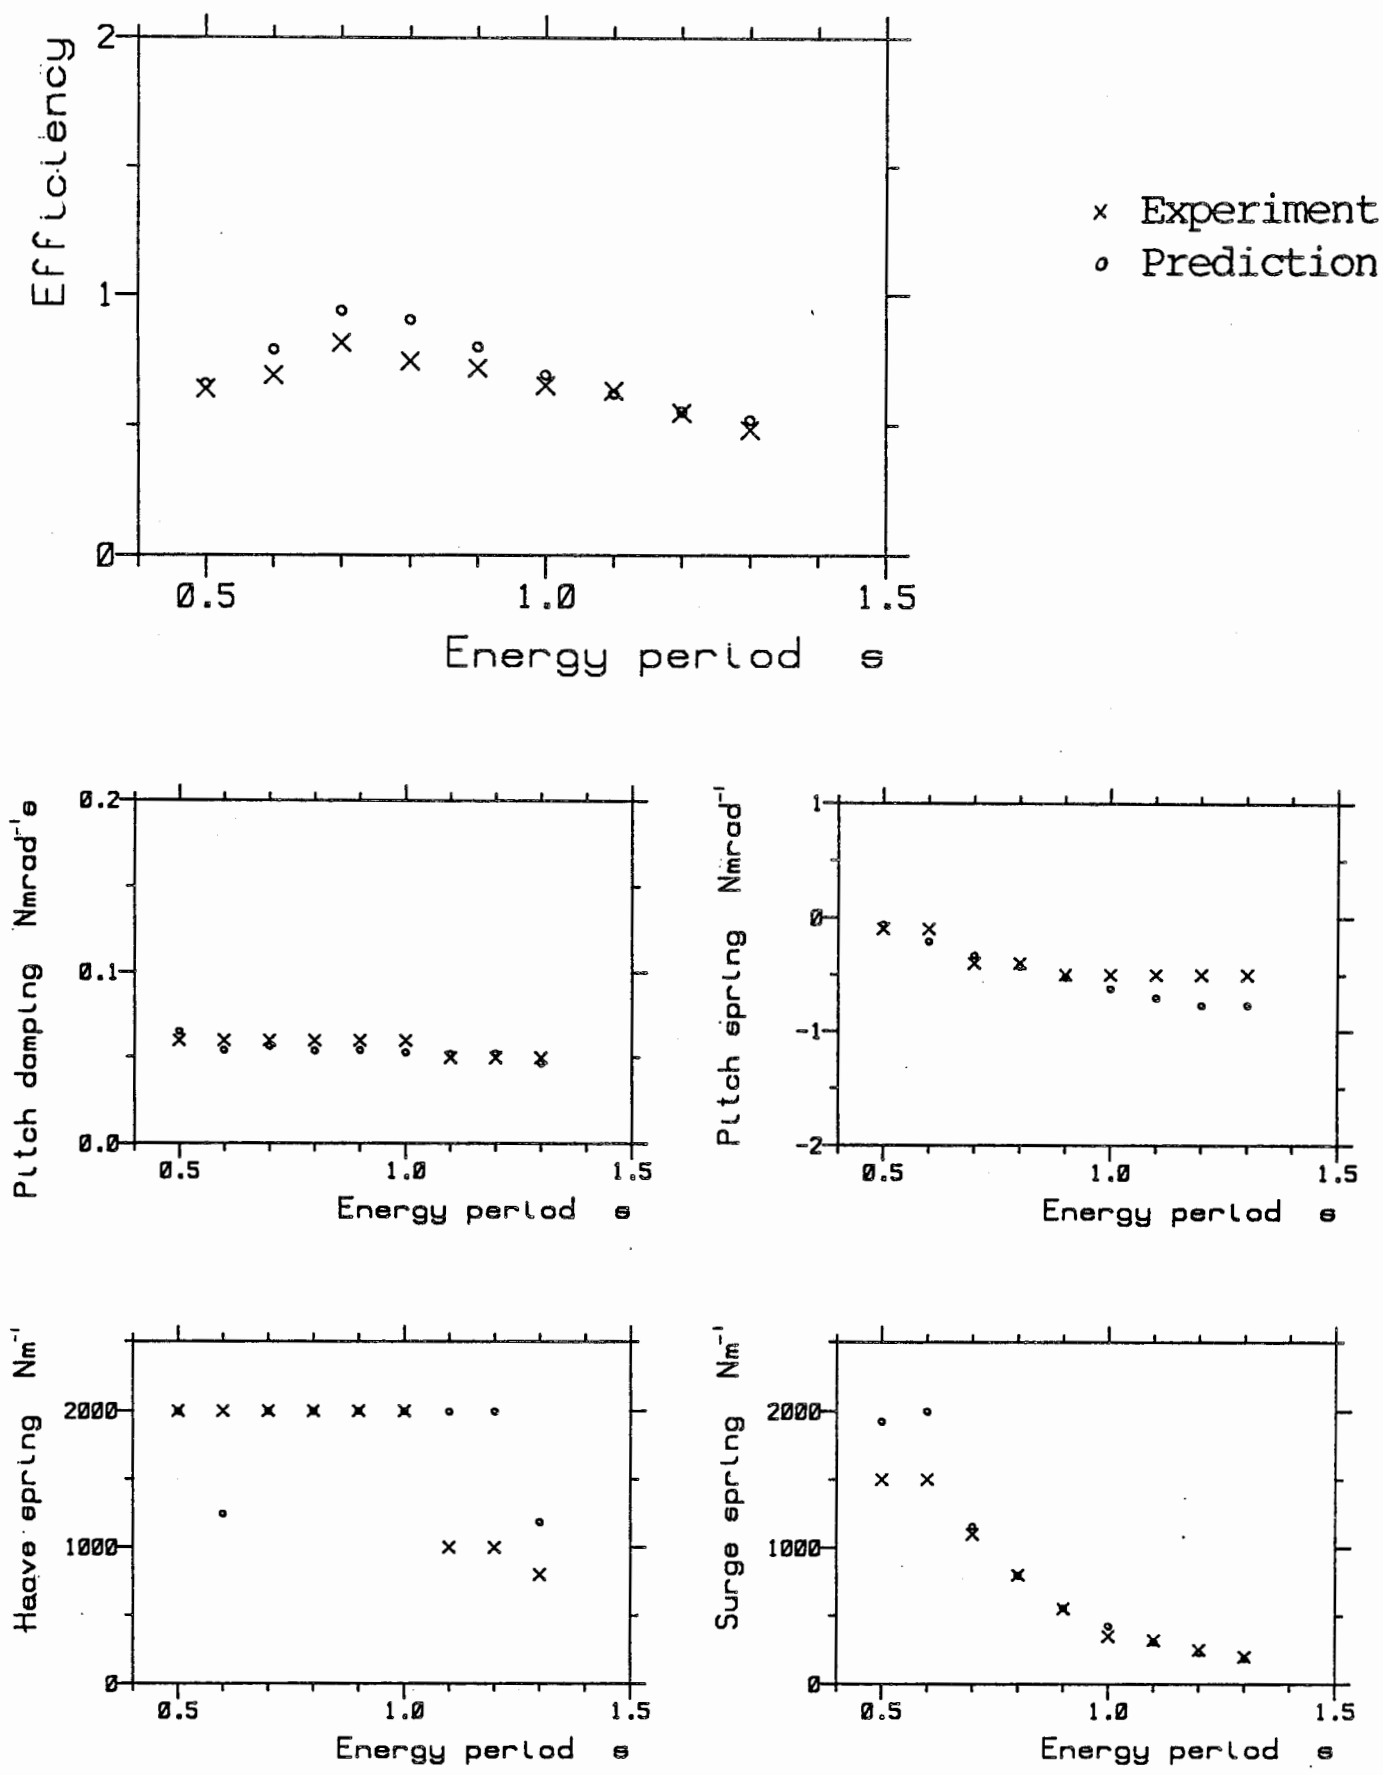 Efficiency
2
1
0
0.5 1.0 1.5
Energy period s
× Experiment
o Prediction
Pitch damping Nmrad⁻¹s
0.2
0.1
0.0
0.5 1.0 1.5
Energy period s
Pitch spring Nmrad⁻¹
1
0
-1
-2
0.5 1.0 1.5
Energy period s
Heave spring Nm⁻¹
2000
1000
0
0.5 1.0 1.5
Energy period s
Surge spring Nm⁻¹
2000
1000
0
0.5 1.0 1.5
Energy period s